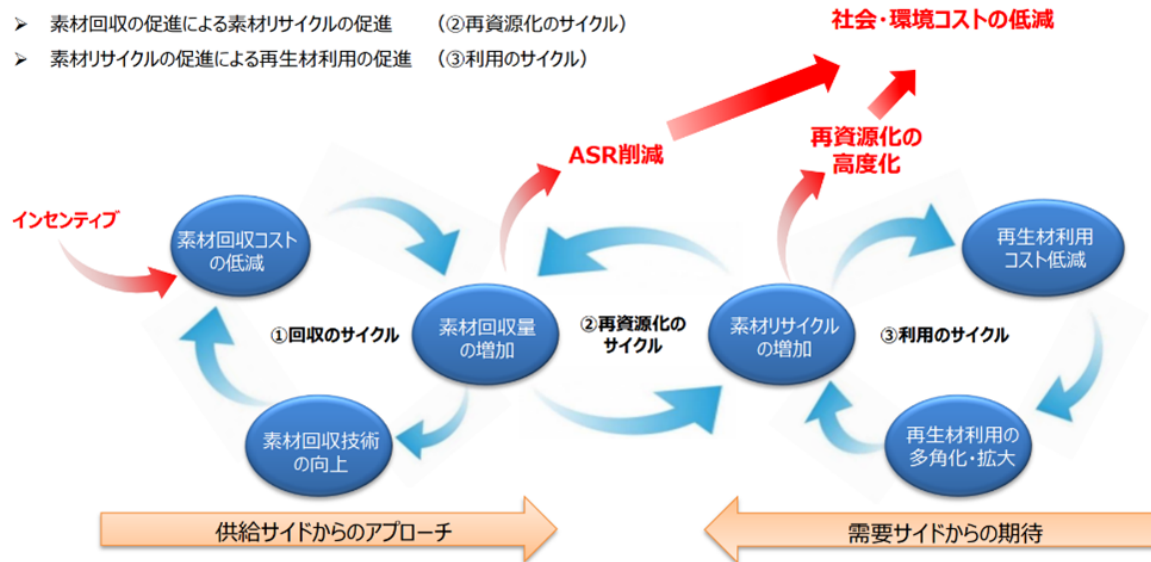 ➢ 素材回収の促進による素材リサイクルの促進 (②再資源化のサイクル)
➢ 素材リサイクルの促進による再生材利用の促進 (③利用のサイクル)
社会・環境コストの低減
ASR削減
再資源化の
高度化
インセンティブ
素材回収コスト
の低減
再生材利用
コスト低減
①回収のサイクル
素材回収量
の増加
②再資源化の
サイクル
素材リサイクル
の増加
③利用のサイクル
素材回収技術
の向上
再生材利用の
多角化・拡大
供給サイドからのアプローチ
需要サイドからの期待